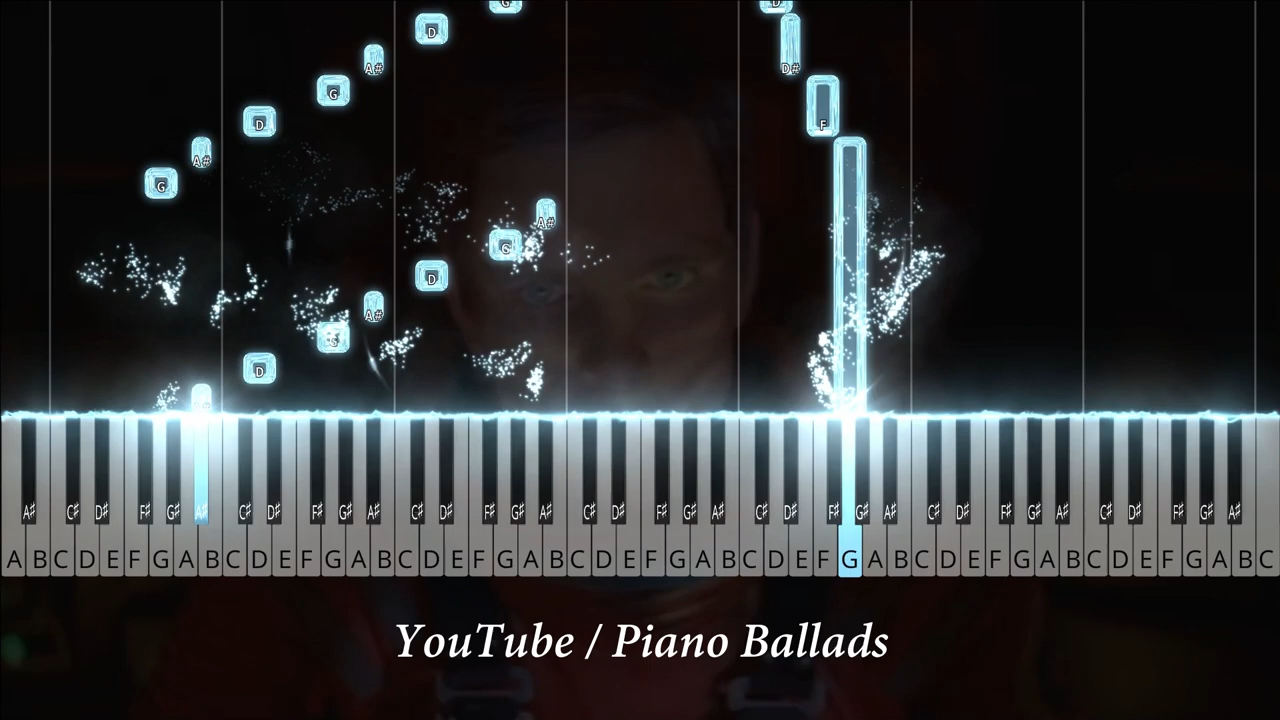 G D
D
A♯ D♯
G
D F
A♯
G
A♯
G
D
A♯
G
D
A♯ C♯ D♯ F♯ G♯ A♯ C♯ D♯ F♯ G♯ A♯ C♯ D♯ F♯ G♯ A♯ C♯ D♯ F♯ G♯ A♯ C♯ D♯ F♯ G♯ A♯ C♯ D♯ F♯ G♯ A♯ C♯ D♯ F♯ G♯ A♯
A B C D E F G A B C D E F G A B C D E F G A B C D E F G A B C D E F G A B C D E F G A B C D E F G A B C
YouTube / Piano Ballads